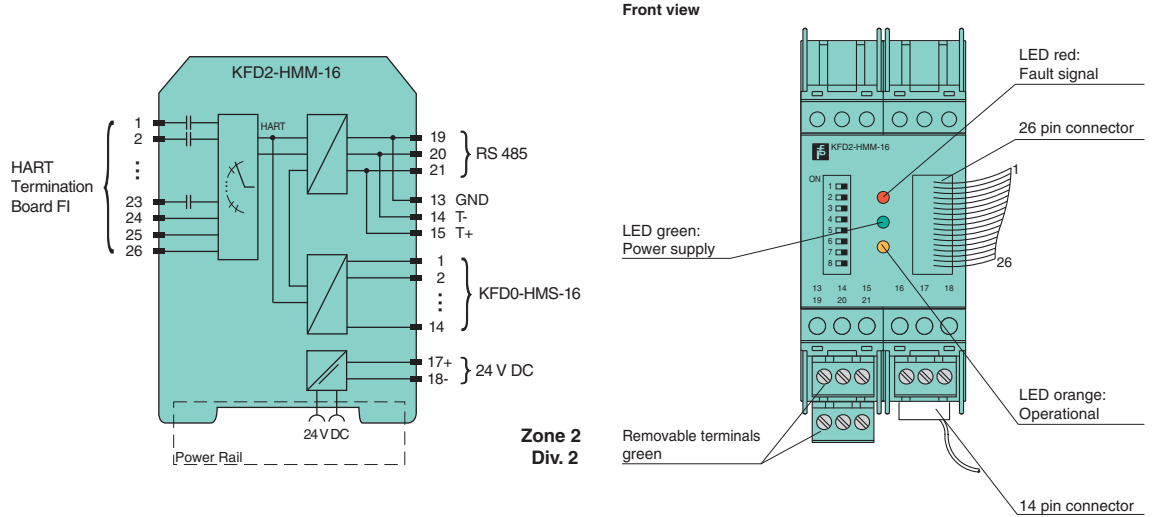 KFD2-HMM-16
HART
Termination
Board FI
1
2
23
24
25
26
HART
19
20
21
RS 485
13 GND
14 T-
15 T+
1
2
14
KFD0-HMS-16
17+
18-
24 V DC
24 V DC
Power Rail
Zone 2
Div. 2
Front view
LED red:
Fault signal
26 pin connector
KFD2-HMM-16
ON
1
2
3
4
5
6
7
8
1
26
LED green:
Power supply
13 14 15 16 17 18
19 20 21
LED orange:
Operational
Removable terminals
green
14 pin connector